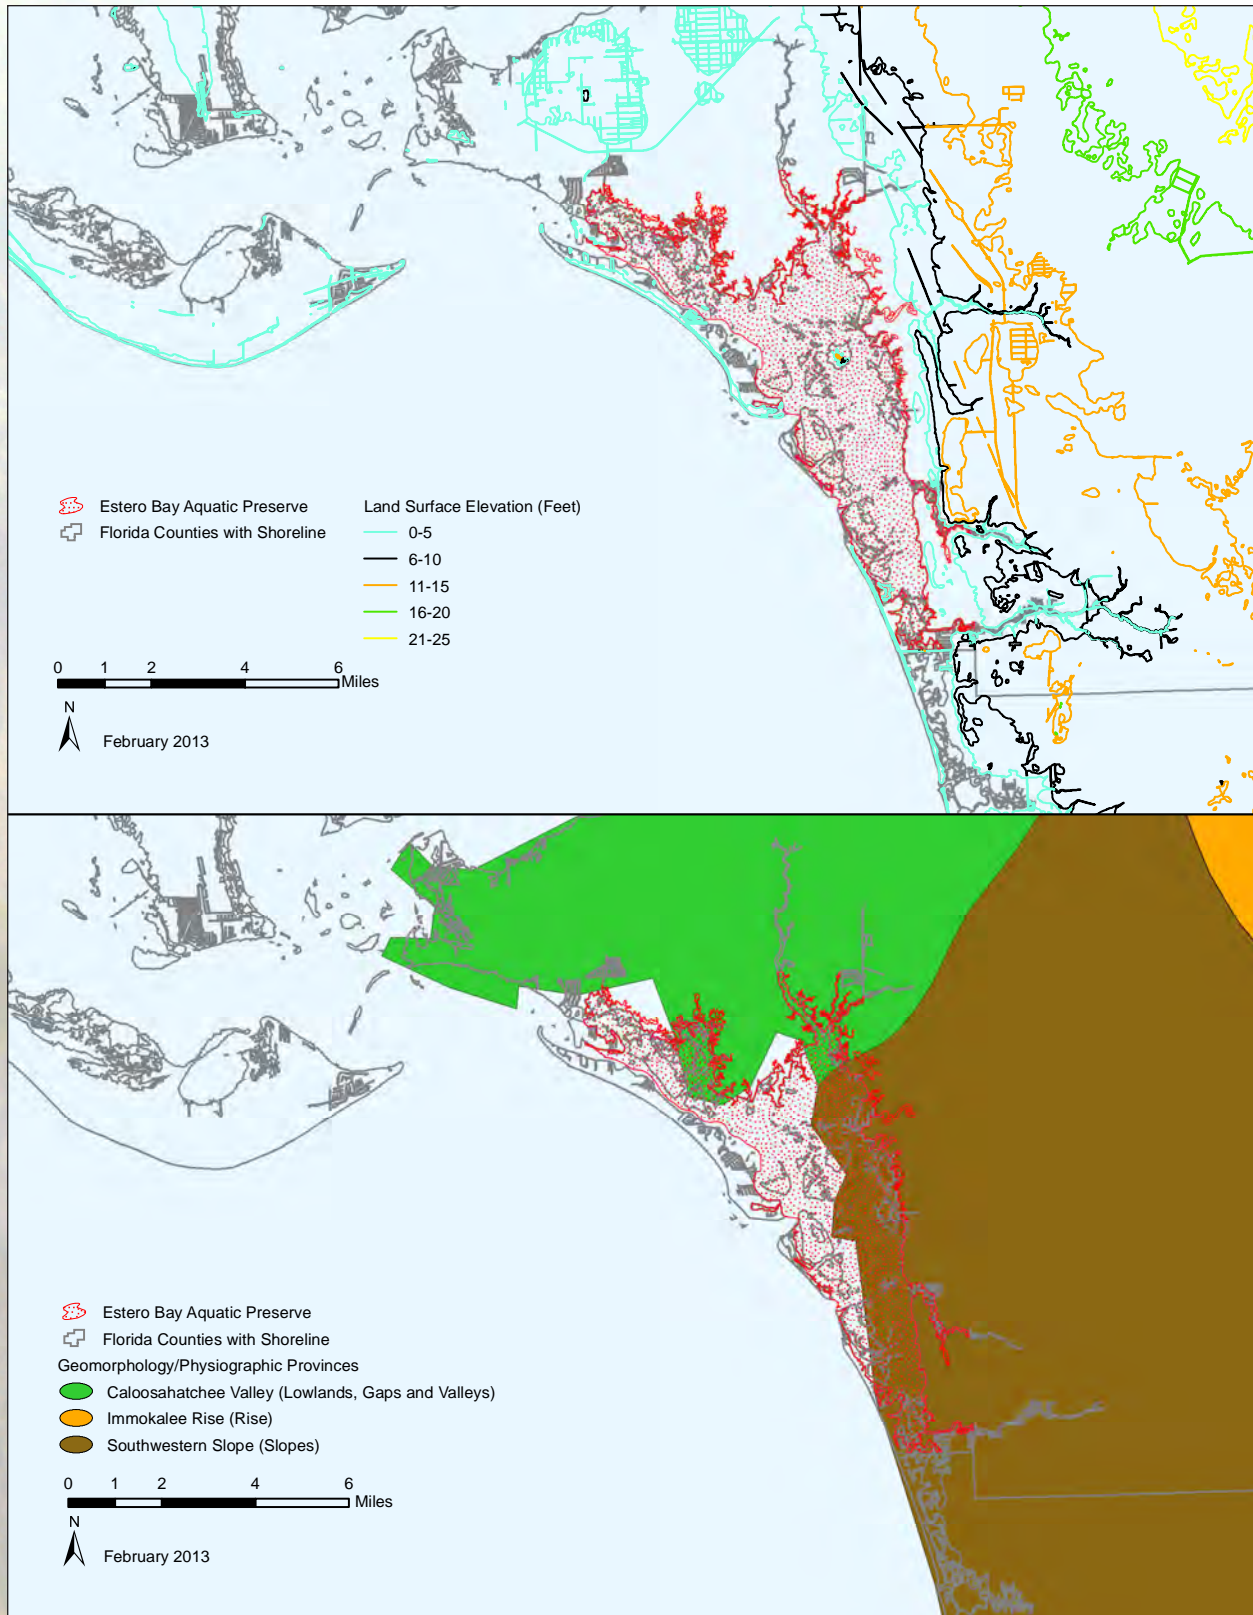 Estero Bay Aquatic Preserve
Florida Counties with Shoreline
Land Surface Elevation (Feet)
0-5
6-10
11-15
16-20
21-25
0 1 2 4 6
Miles
N
February 2013
Estero Bay Aquatic Preserve
Florida Counties with Shoreline
Geomorphology/Physiographic Provinces
Caloosahatchee Valley (Lowlands, Gaps and Valleys)
Immokalee Rise (Rise)
Southwestern Slope (Slopes)
0 1 2 4 6
Miles
N
February 2013